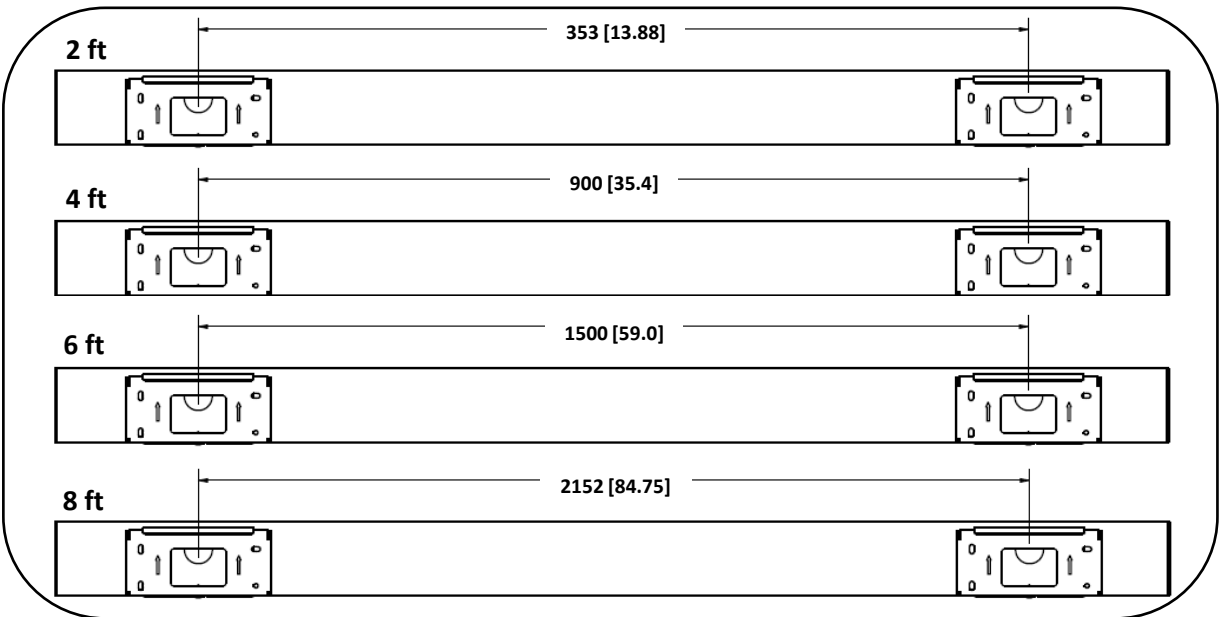 353 [13.88]
2 ft
900 [35.4]
4 ft
1500 [59.0]
6 ft
2152 [84.75]
8 ft